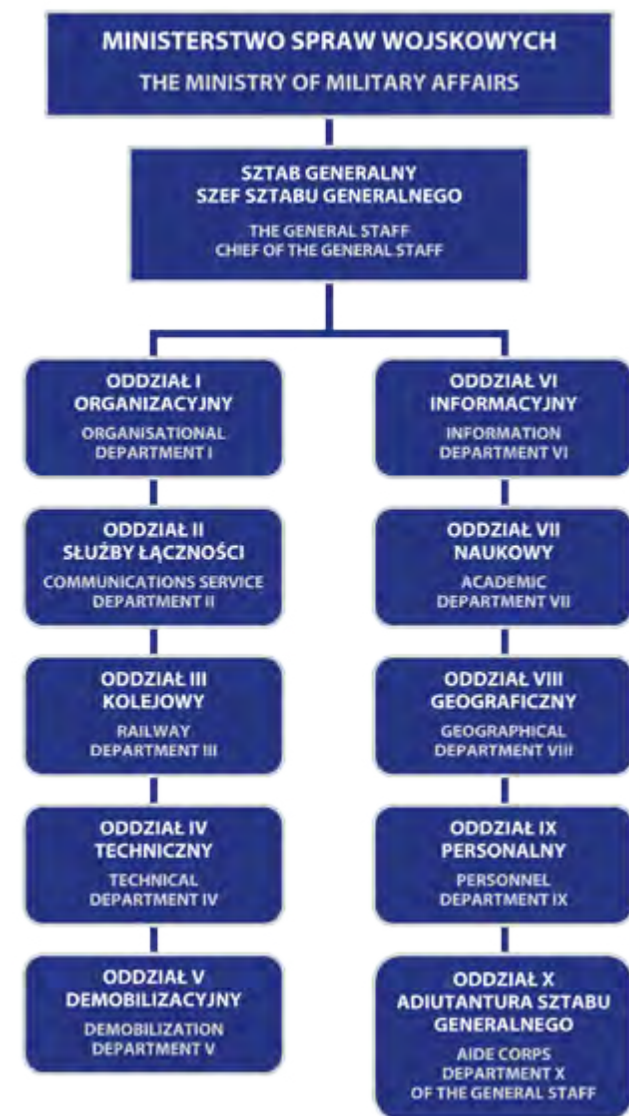 MINISTERSTWO SPRAW WOJSKOWYCH
THE MINISTRY OF MILITARY AFFAIRS
SZTAB GENERALNY
SZEF SZTABU GENERALNEGO
THE GENERAL STAFF
CHIEF OF THE GENERAL STAFF
ODDZIAŁ I
ORGANIZACYJNY
ORGANISATIONAL
DEPARTMENT I
ODDZIAŁ II
SŁUŻBY ŁĄCZNOŚCI
COMMUNICATIONS SERVICE
DEPARTMENT II
ODDZIAŁ III
KOLEJOWY
RAILWAY
DEPARTMENT III
ODDZIAŁ IV
TECHNICZNY
TECHNICAL
DEPARTMENT IV
ODDZIAŁ V
DEMOBILIZACYJNY
DEMOBILIZATION
DEPARTMENT V
ODDZIAŁ VI
INFORMACYJNY
INFORMATION
DEPARTMENT VI
ODDZIAŁ VII
NAUKOWY
ACADEMIC
DEPARTMENT VII
ODDZIAŁ VIII
GEOGRAFICZNY
GEOGRAPHICAL
DEPARTMENT VIII
ODDZIAŁ IX
PERSONALNY
PERSONNEL
DEPARTMENT IX
ODDZIAŁ X
ADIUTANTURA SZTABU
GENERALNEGO
AIDE CORPS
DEPARTMENT X
OF THE GENERAL STAFF